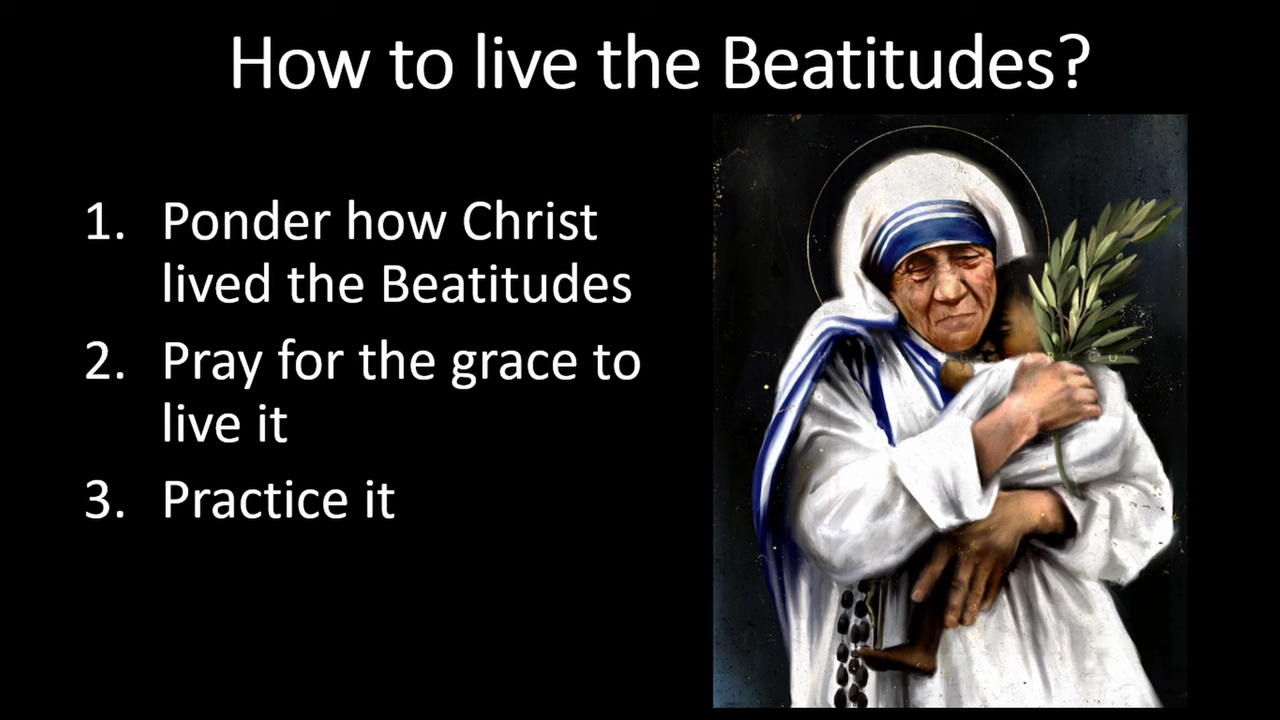 How to live the Beatitudes?
1. Ponder how Christ
lived the Beatitudes
2. Pray for the grace to
live it
3. Practice it